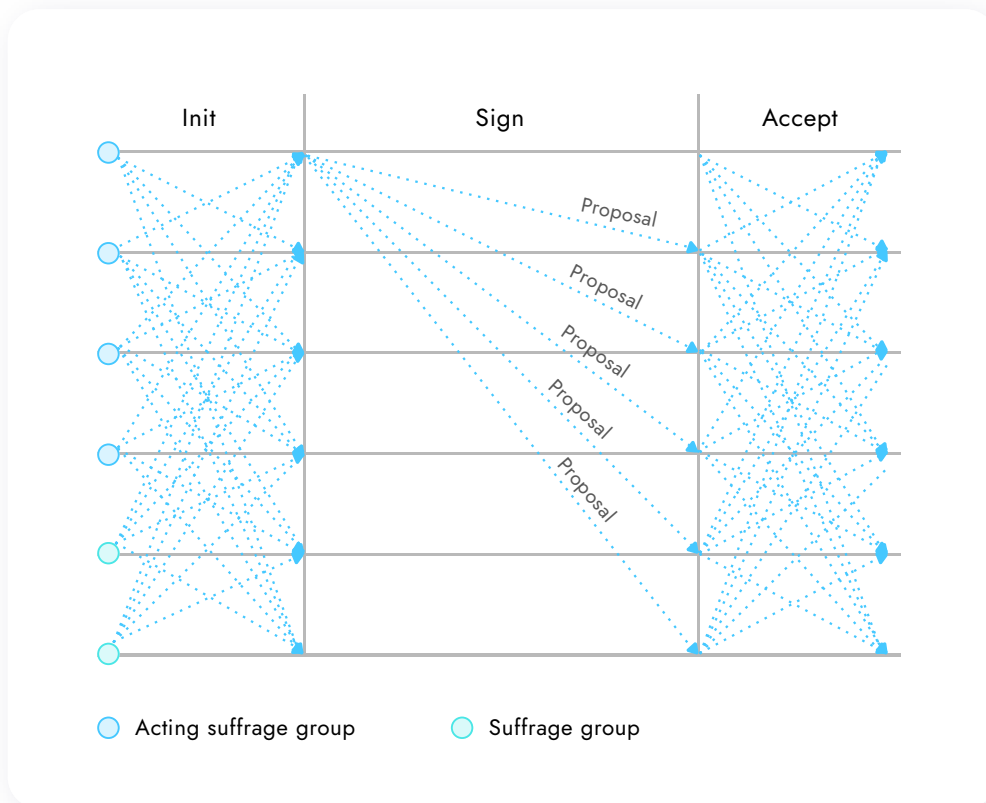 Init
Sign
Accept
Proposal
Proposal
Proposal
Proposal
Proposal
Acting suffrage group
Suffrage group